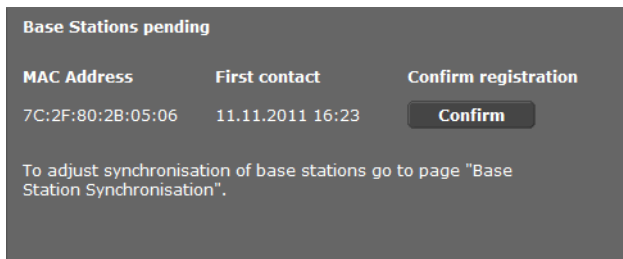 Base Stations pending
MAC Address First contact Confirm registration
7C:2F:80:2B:05:06 11.11.2011 16:23 Confirm
To adjust synchronisation of base stations go to page "Base
Station Synchronisation".